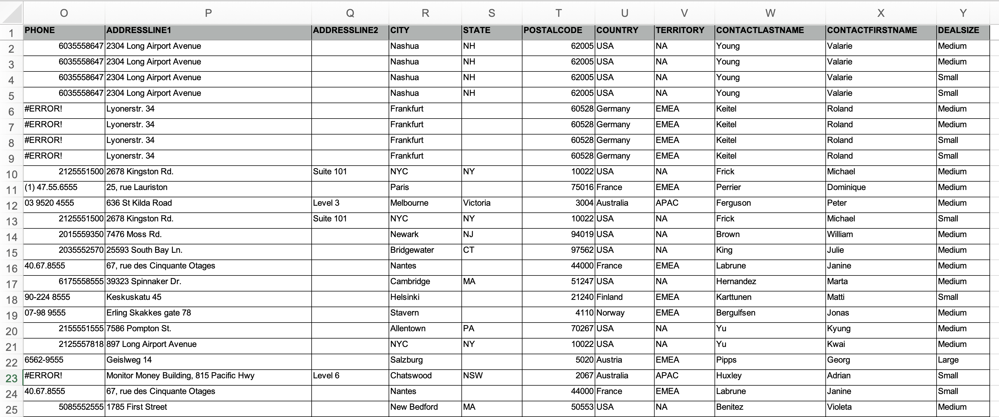 O P Q R S T U V W X Y
1 PHONE ADDRESSLINE1 ADDRESSLINE2 CITY STATE POSTALCODE COUNTRY TERRITORY CONTACTLASTNAME CONTACTFIRSTNAME DEALSIZE
2 6035558647 2304 Long Airport Avenue Nashua NH 62005 USA NA Young Valarie Medium
3 6035558647 2304 Long Airport Avenue Nashua NH 62005 USA NA Young Valarie Medium
4 6035558647 2304 Long Airport Avenue Nashua NH 62005 USA NA Young Valarie Small
5 6035558647 2304 Long Airport Avenue Nashua NH 62005 USA NA Young Valarie Small
6 #ERROR! Lyonerstr. 34 Frankfurt 60528 Germany EMEA Keitel Roland Medium
7 #ERROR! Lyonerstr. 34 Frankfurt 60528 Germany EMEA Keitel Roland Medium
8 #ERROR! Lyonerstr. 34 Frankfurt 60528 Germany EMEA Keitel Roland Small
9 #ERROR! Lyonerstr. 34 Frankfurt 60528 Germany EMEA Keitel Roland Small
10 2125551500 2678 Kingston Rd. Suite 101 NYC NY 10022 USA NA Frick Michael Medium
11 (1) 47.55.6555 25, rue Lauriston Paris 75016 France EMEA Perrier Dominique Medium
12 03 9520 4555 636 St Kilda Road Level 3 Melbourne Victoria 3004 Australia APAC Ferguson Peter Medium
13 2125551500 2678 Kingston Rd. Suite 101 NYC NY 10022 USA NA Frick Michael Small
14 2015559350 7476 Moss Rd. Newark NJ 94019 USA NA Brown William Medium
15 2035552570 25593 South Bay Ln. Bridgewater CT 97562 USA NA King Julie Medium
16 40.67.8555 67, rue des Cinquante Otages Nantes 44000 France EMEA Labrune Janine Medium
17 6175558555 39323 Spinnaker Dr. Cambridge MA 51247 USA NA Hernandez Marta Medium
18 90-224 8555 Keskuskatu 45 Helsinki 21240 Finland EMEA Karttunen Matti Small
19 07-98 9555 Erling Skakkes gate 78 Stavern 4110 Norway EMEA Bergulfsen Jonas Medium
20 2155551555 7586 Pompton St. Allentown PA 70267 USA NA Yu Kyung Medium
21 2125557818 897 Long Airport Avenue NYC NY 10022 USA NA Yu Kwai Medium
22 6562-9555 Geislweg 14 Salzburg 5020 Austria EMEA Pipps Georg Large
23 #ERROR! Monitor Money Building, 815 Pacific Hwy Level 6 Chatswood NSW 2067 Australia APAC Huxley Adrian Small
24 40.67.8555 67, rue des Cinquante Otages Nantes 44000 France EMEA Labrune Janine Small
25 5085552555 1785 First Street New Bedford MA 50553 USA NA Benitez Violeta Medium